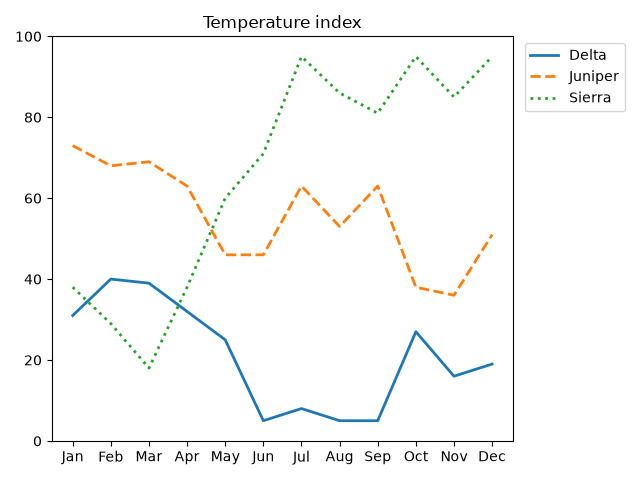 Temperature index
100
80
60
40
20
0
Jan Feb Mar Apr May Jun Jul Aug Sep Oct Nov Dec
Delta
Juniper
Sierra